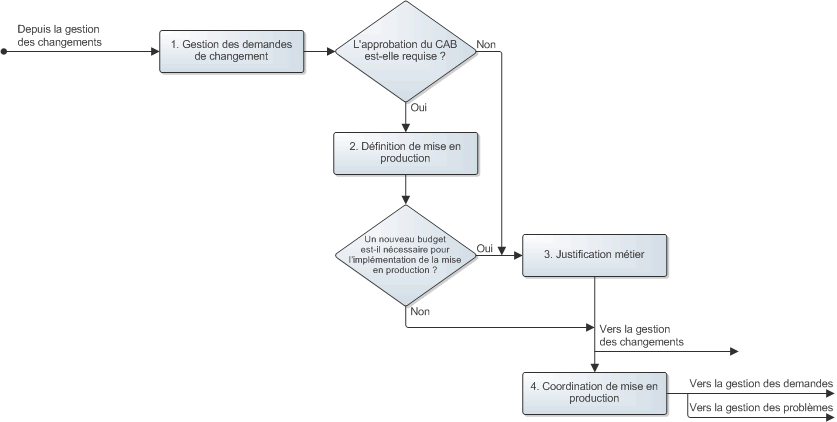 Depuis la gestion
des changements
1. Gestion des demandes
de changement
L'approbation du CAB
est-elle requise ?
Non
Oui
2. Définition de mise en
production
Un nouveau budget
est-il nécessaire pour
l'implémentation de la mise
en production ?
Oui
3. Justification métier
Non
Vers la gestion
des changements
4. Coordination de mise en
production
Vers la gestion des demandes
Vers la gestion des problèmes